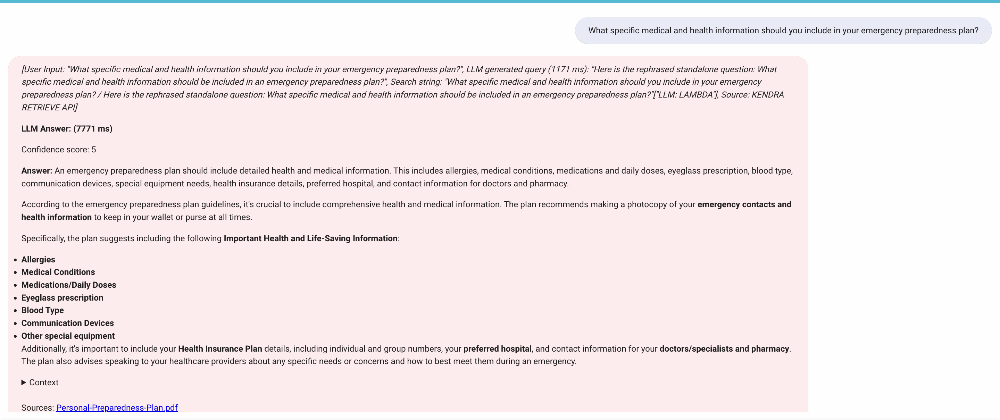 What specific medical and health information should you include in your emergency preparedness plan?
[User Input: "What specific medical and health information should you include in your emergency preparedness plan?", LLM generated query (1171 ms): "Here is the rephrased standalone question: What
specific medical and health information should be included in an emergency preparedness plan?", Search string: "What specific medical and health information should you include in your emergency
preparedness plan? / Here is the rephrased standalone question: What specific medical and health information should be included in an emergency preparedness plan?"["LLM: LAMBDA"], Source: KENDRA
RETRIEVE API]
LLM Answer: (7771 ms)
Confidence score: 5
Answer: An emergency preparedness plan should include detailed health and medical information. This includes allergies, medical conditions, medications and daily doses, eyeglass prescription, blood type,
communication devices, special equipment needs, health insurance details, preferred hospital, and contact information for doctors and pharmacy.
According to the emergency preparedness plan guidelines, it's crucial to include comprehensive health and medical information. The plan recommends making a photocopy of your emergency contacts and
health information to keep in your wallet or purse at all times.
Specifically, the plan suggests including the following Important Health and Life-Saving Information:
• Allergies
• Medical Conditions
• Medications/Daily Doses
• Eyeglass prescription
• Blood Type
• Communication Devices
• Other special equipment
Additionally, it's important to include your Health Insurance Plan details, including individual and group numbers, your preferred hospital, and contact information for your doctors/specialists and pharmacy.
The plan also advises speaking to your healthcare providers about any specific needs or concerns and how to best meet them during an emergency.
▶ Context
Sources: Personal-Preparedness-Plan.pdf